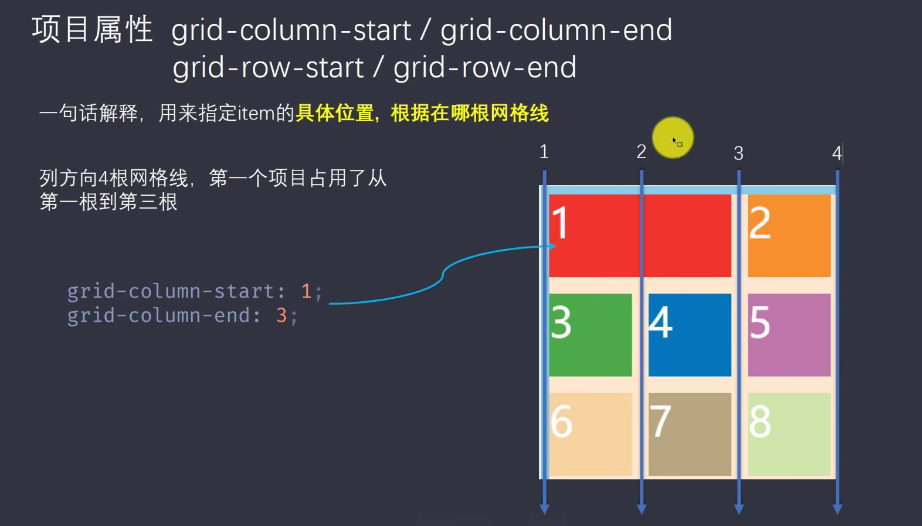 项目属性 grid-column-start / grid-column-end
grid-row-start / grid-row-end
一句话解释，用来指定item的具体位置, 根据在哪根网格线
列方向4根网格线，第一个项目占用了从
第一根到第三根
grid-column-start: 1;
grid-column-end: 3;
1 2 3 4
1 2
3 4 5
6 7 8